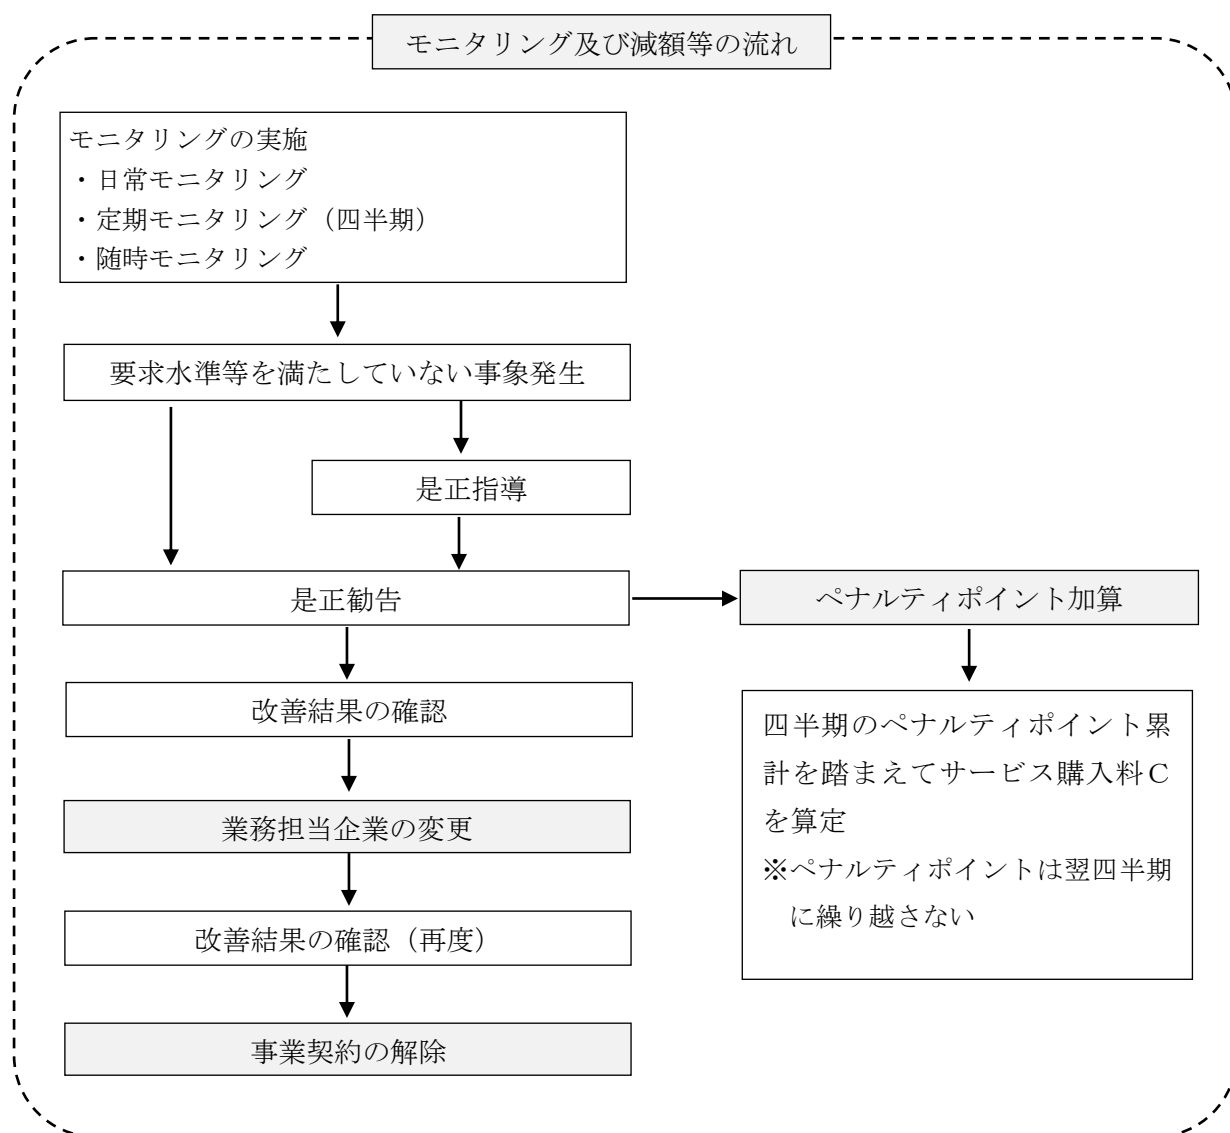 モニタリング及び減額等の流れ
モニタリングの実施
・日常モニタリング
・定期モニタリング（四半期）
・随時モニタリング
要求水準等を満たしていない事象発生
是正指導
是正勧告
ペナルティポイント加算
改善結果の確認
四半期のペナルティポイント累
計を踏まえてサービス購入料Ｃ
を算定
※ペナルティポイントは翌四半期
に繰り越さない
業務担当企業の変更
改善結果の確認（再度）
事業契約の解除